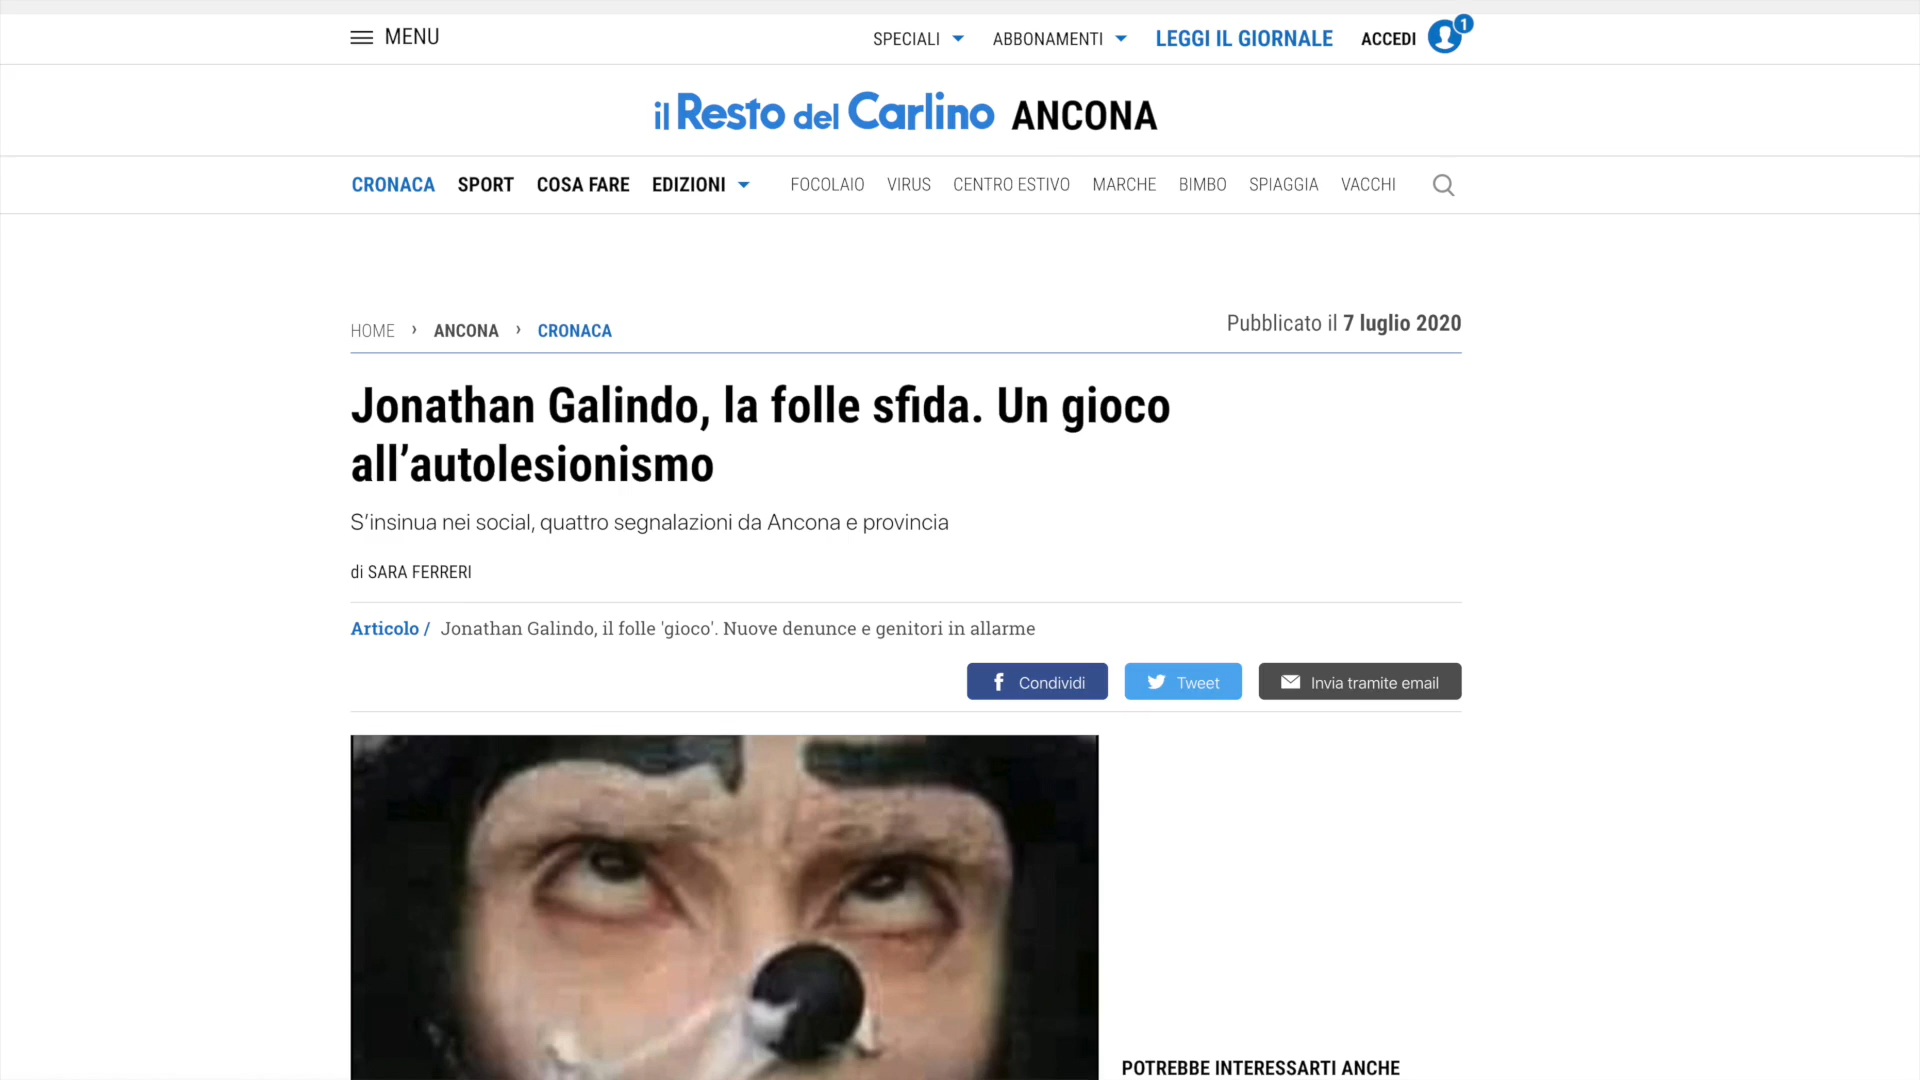 MENU
SPECIALI
ABBONAMENTI
LEGGI IL GIORNALE
ACCEDI
1
il Resto del Carlino ANCONA
CRONACA
SPORT
COSA FARE
EDIZIONI
FOCOLAIO
VIRUS
CENTRO ESTIVO
MARCHE
BIMBO
SPIAGGIA
VACCHI
HOME › ANCONA › CRONACA
Pubblicato il 7 luglio 2020
Jonathan Galindo, la folle sfida. Un gioco
all’autolesionismo
S’insinua nei social, quattro segnalazioni da Ancona e provincia
di SARA FERRERI
Articolo / Jonathan Galindo, il folle 'gioco'. Nuove denunce e genitori in allarme
Condividi
Tweet
Invia tramite email
POTREBBE INTERESSARTI ANCHE